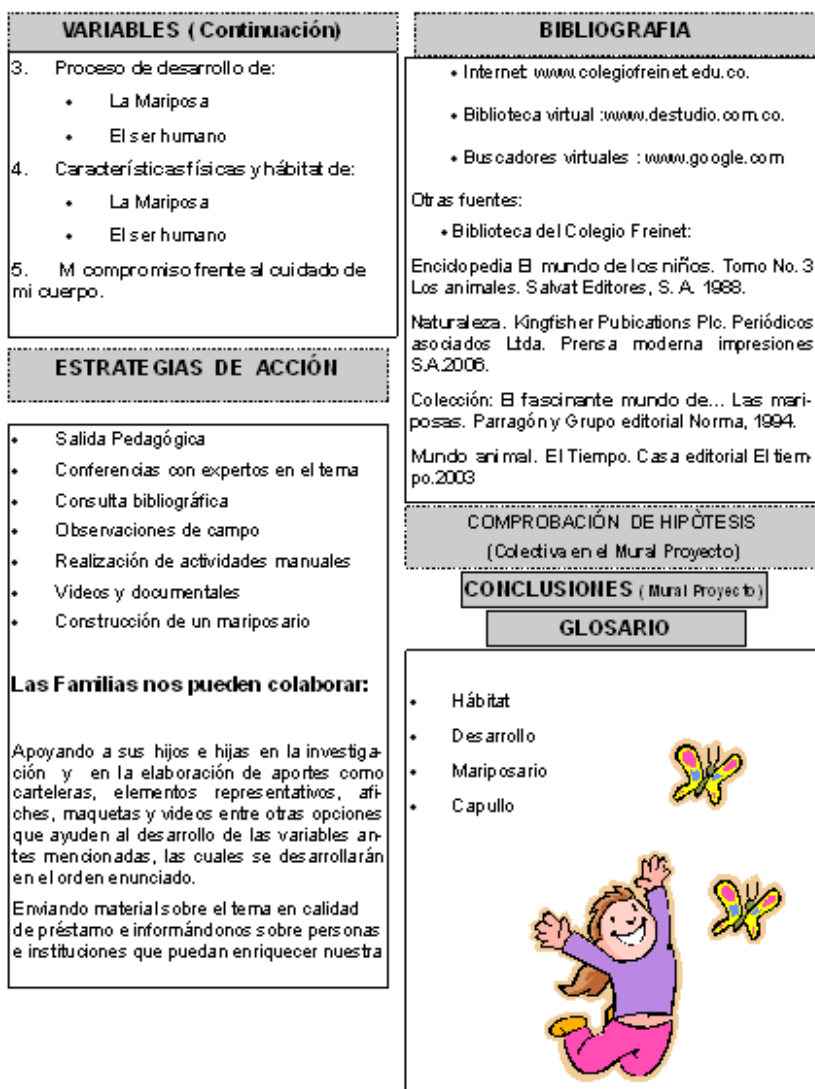 VARIABLES ( Continuación)
3. Proceso de desarrollo de:
• La Mariposa
• El ser humano
4. Características físicas y hábitat de:
• La Mariposa
• El ser humano
5. M compromiso frente al cuidado de
mi cuerpo.
ESTRATEGIAS DE ACCIÓN
• Salida Pedagógica
• Conferencias con expertos en el tema
• Consulta bibliográfica
• Observaciones de campo
• Realización de actividades manuales
• Videos y documentales
• Construcción de un mariposario
Las Familias nos pueden colaborar:
Apoyando a sus hijos e hijas en la investiga-
ción y en la elaboración de aportes como
carteleras, elementos representativos, afi-
ches, maquetas y videos entre otras opciones
que ayuden al desarrollo de las variables an-
tes mencionadas, las cuales se desarrollarán
en el orden enunciado.
Enviando material sobre el tema en calidad
de préstamo e informándonos sobre personas
e instituciones que puedan enriquecer nuestra
BIBLIOGRAFIA
• Internet: www.colegiofreinet.edu.co.
• Biblioteca virtual :www.destudio.com.co.
• Buscadores virtuales : www.google.com
Otras fuentes:
• Biblioteca del Colegio Freinet:
Enciclopedia El mundo de los niños. Tomo No. 3
Los animales. Salvat Editores, S. A. 1988.
Naturaleza. Kingfisher Pubications Plc. Periódicos
asociados Ltda. Prensa moderna impresiones
S.A.2006.
Colección: El fascinante mundo de... Las mari-
posas. Parragón y Grupo editorial Norma, 1994.
Mundo animal. El Tiempo. Casa editorial El tiem-
po.2003
COMPROBACIÓN DE HIPÒTESIS
(Colectiva en el Mural Proyecto)
CONCLUSIONES ( Mural Proyecto)
GLOSARIO
• Hábitat
• Desarrollo
• Mariposario
• Capullo